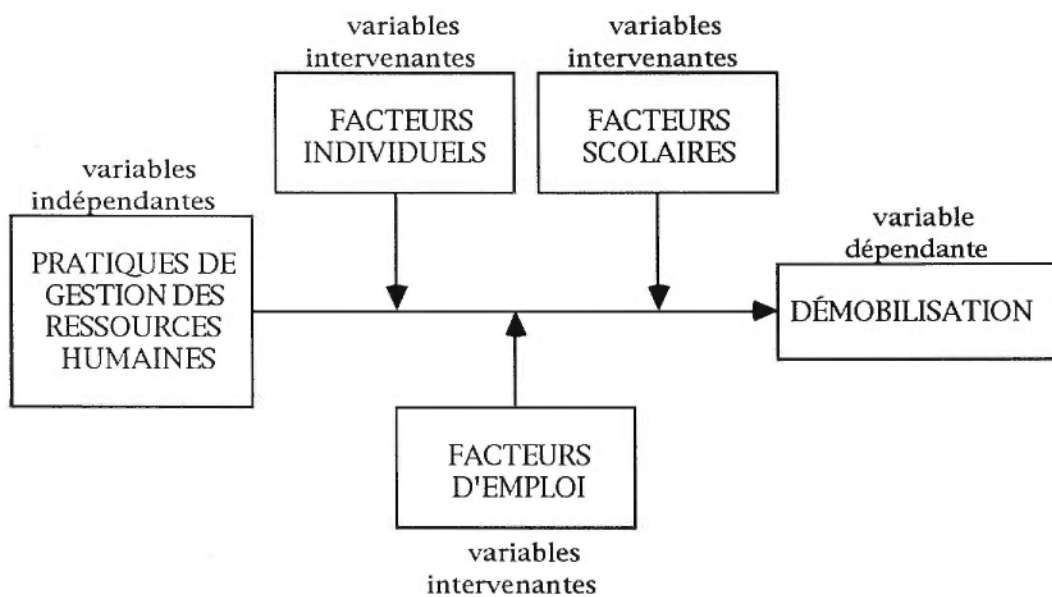 variables
intervenantes
FACTEURS
INDIVIDUELS
variables
intervenantes
FACTEURS
SCOLAIRES
variables
indépendantes
PRATIQUES DE
GESTION DES
RESSOURCES
HUMAINES
variable
dépendante
DÉMOBILISATION
FACTEURS
D'EMPLOI
variables
intervenantes